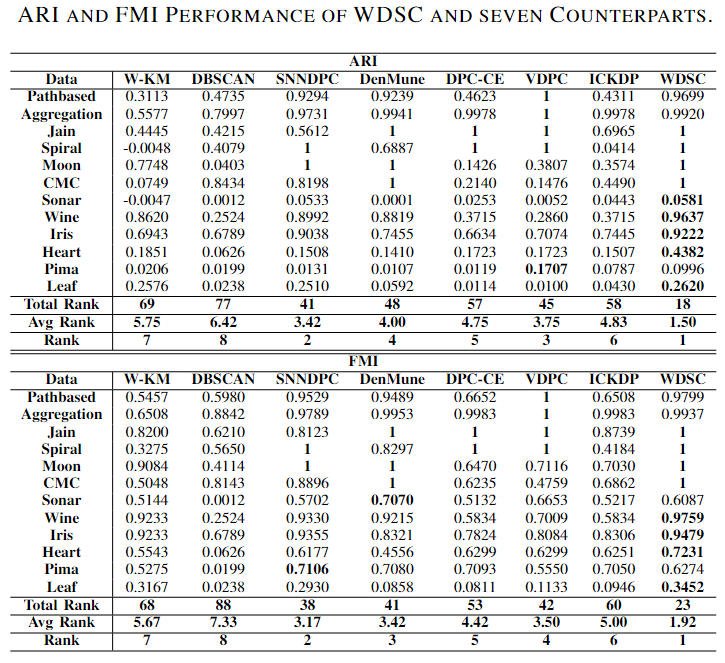 ARI AND FMI PERFORMANCE OF WDSC AND SEVEN COUNTERPARTS.
ARI
Data W-KM DBSCAN SNNDPC DenMune DPC-CE VDPC ICKDP WDSC
Pathbased 0.3113 0.4735 0.9294 0.9239 0.4623 1 0.4311 0.9699
Aggregation 0.5577 0.7997 0.9731 0.9941 0.9978 1 0.9978 0.9920
Jain 0.4445 0.4215 0.5612 1 1 1 0.6965 1
Spiral -0.0048 0.4079 1 0.6887 1 1 0.0414 1
Moon 0.7748 0.0403 1 1 0.1426 0.3807 0.3574 1
CMC 0.0749 0.8434 0.8198 1 0.2140 0.1476 0.4490 1
Sonar -0.0047 0.0012 0.0533 0.0001 0.0253 0.0052 0.0443 0.0581
Wine 0.8620 0.2524 0.8992 0.8819 0.3715 0.2860 0.3715 0.9637
Iris 0.6943 0.6789 0.9038 0.7455 0.6634 0.7074 0.7445 0.9222
Heart 0.1851 0.0626 0.1508 0.1410 0.1723 0.1723 0.1507 0.4382
Pima 0.0206 0.0199 0.0131 0.0107 0.0119 0.1707 0.0787 0.0996
Leaf 0.2576 0.0238 0.2510 0.0592 0.0114 0.0100 0.0430 0.2620
Total Rank 69 77 41 48 57 45 58 18
Avg Rank 5.75 6.42 3.42 4.00 4.75 3.75 4.83 1.50
Rank 7 8 2 4 5 3 6 1
FMI
Data W-KM DBSCAN SNNDPC DenMune DPC-CE VDPC ICKDP WDSC
Pathbased 0.5457 0.5980 0.9529 0.9489 0.6652 1 0.6508 0.9799
Aggregation 0.6508 0.8842 0.9789 0.9953 0.9983 1 0.9983 0.9937
Jain 0.8200 0.6210 0.8123 1 1 1 0.8739 1
Spiral 0.3275 0.5650 1 0.8297 1 1 0.4184 1
Moon 0.9084 0.4114 1 1 0.6470 0.7116 0.7030 1
CMC 0.5048 0.8143 0.8896 1 0.6235 0.4759 0.6862 1
Sonar 0.5144 0.0012 0.5702 0.7070 0.5132 0.6653 0.5217 0.6087
Wine 0.9233 0.2524 0.9330 0.9215 0.5834 0.7009 0.5834 0.9759
Iris 0.9233 0.6789 0.9355 0.8321 0.7824 0.8084 0.8306 0.9479
Heart 0.5543 0.0626 0.6177 0.4556 0.6299 0.6299 0.6251 0.7231
Pima 0.5275 0.0199 0.7106 0.7080 0.7093 0.5550 0.7050 0.6274
Leaf 0.3167 0.0238 0.2930 0.0858 0.0811 0.1133 0.0946 0.3452
Total Rank 68 88 38 41 53 42 60 23
Avg Rank 5.67 7.33 3.17 3.42 4.42 3.50 5.00 1.92
Rank 7 8 2 3 5 4 6 1